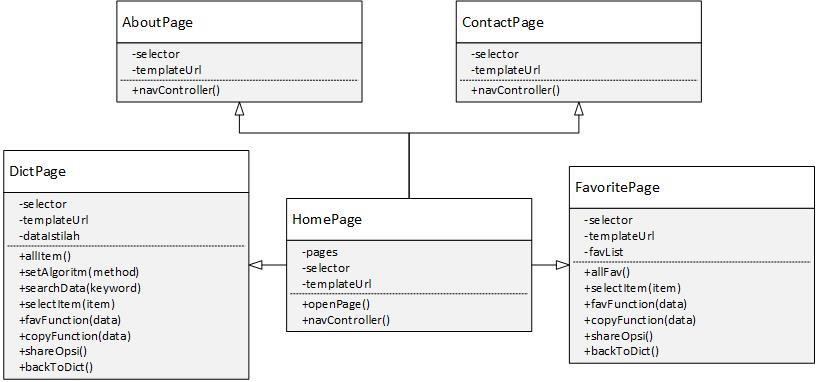 AboutPage
-selector
-templateUrl
+navController()
ContactPage
-selector
-templateUrl
+navController()
DictPage
-selector
-templateUrl
-dataIstilah
+allItem()
+setAlgoritm(method)
+searchData(keyword)
+selectItem(item)
+favFunction(data)
+copyFunction(data)
+shareOpsi()
+backToDict()
HomePage
-pages
-selector
-templateUrl
+openPage()
+navController()
FavoritePage
-selector
-templateUrl
-favList
+allFav()
+selectItem(item)
+favFunction(data)
+copyFunction(data)
+shareOpsi()
+backToDict()